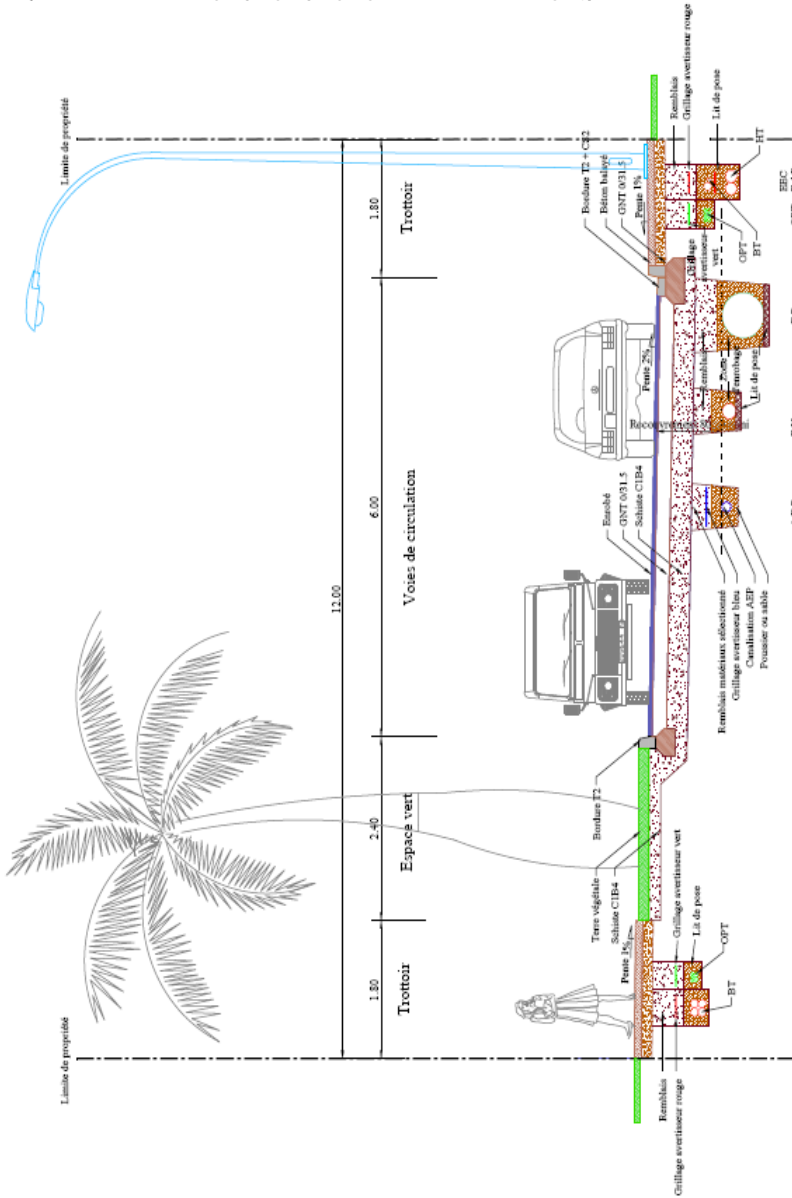 Limite de propriété
Limite de propriété
12.00
1.80
Trottoir
2.40
Espace vert
6.00
Voies de circulation
1.80
Trottoir
Terre végétale
Schiste C1B4
Bordure T2
Pente 1%
Grillage avertisseur vert
Lit de pose
OPT
BT
Remblais
Grillage avertisseur rouge
Enrobé
GNT 0/31.5
Schiste C1B4
Pente 2%
Remblais matériaux sélectionné
Grillage avertisseur bleu
Canalisation AEP
Poussier ou sable
Remblais
Zone
d'enrobage
Lit de pose
Bordure T2 + CS2
Béton balayé
GNT 0/31.5
Pente 1%
Remblais
Grillage avertisseur rouge
Lit de pose
HT
avertisseur
vert
OPT
BT
EBC